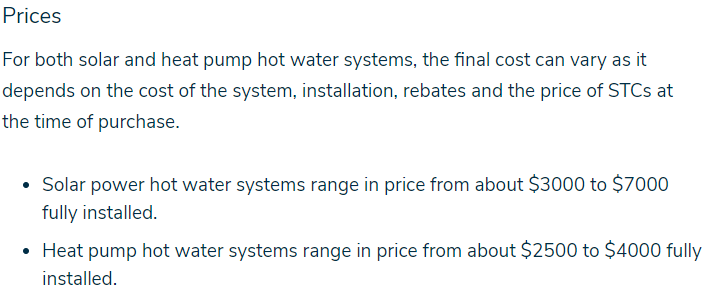 Prices
For both solar and heat pump hot water systems, the final cost can vary as it
depends on the cost of the system, installation, rebates and the price of STCs at
the time of purchase.
• Solar power hot water systems range in price from about $3000 to $7000
fully installed.
• Heat pump hot water systems range in price from about $2500 to $4000 fully
installed.